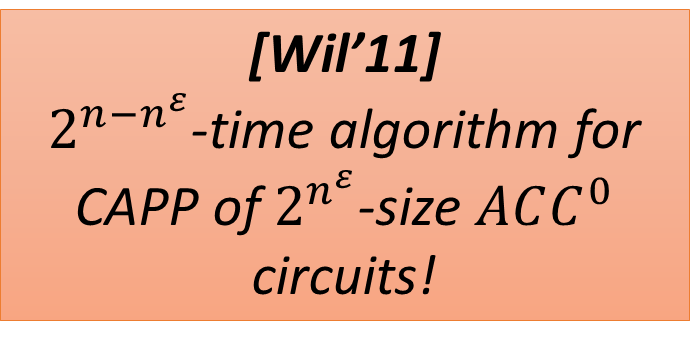 [Wil'11]
2^{n-n^ε}-time algorithm for
CAPP of 2^{n^ε}-size ACC^0
circuits!